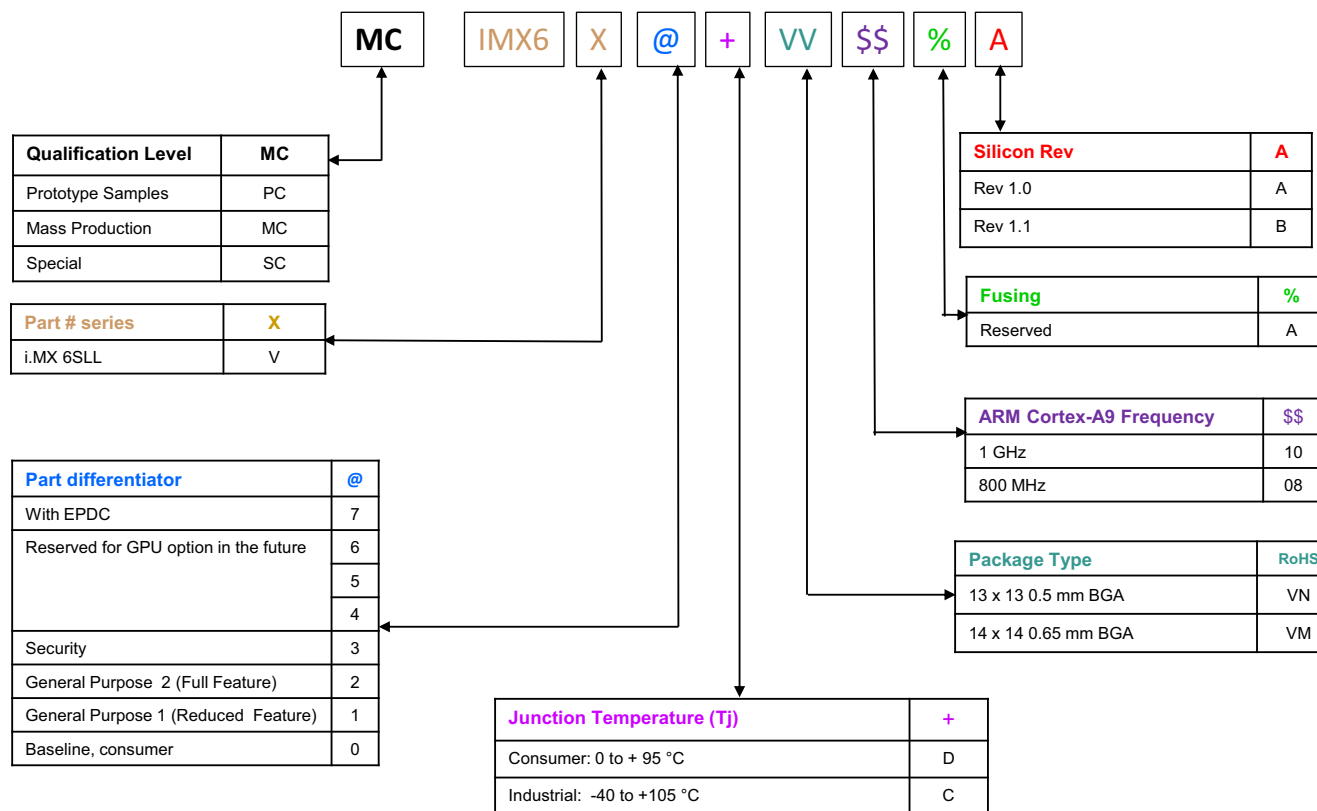 MC IMX6 X @ + VV $$ % A
Qualification Level MC
Prototype Samples PC
Mass Production MC
Special SC
Part # series X
i.MX 6SLL V
Part differentiator @
With EPDC 7
Reserved for GPU option in the future 6
5
4
Security 3
General Purpose 2 (Full Feature) 2
General Purpose 1 (Reduced Feature) 1
Baseline, consumer 0
Junction Temperature (Tj) +
Consumer: 0 to + 95 °C D
Industrial: -40 to +105 °C C
Silicon Rev A
Rev 1.0 A
Rev 1.1 B
Fusing %
Reserved A
ARM Cortex-A9 Frequency $$
1 GHz 10
800 MHz 08
Package Type RoHS
13 x 13 0.5 mm BGA VN
14 x 14 0.65 mm BGA VM